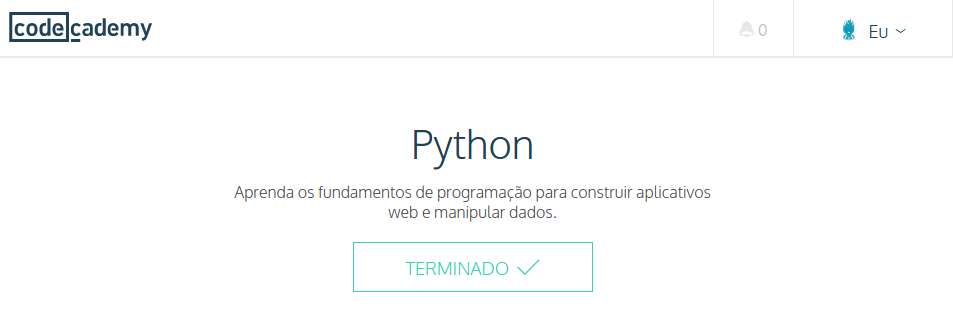 codecademy
0
Eu
Python
Aprenda os fundamentos de programação para construir aplicativos
web e manipular dados.
TERMINADO